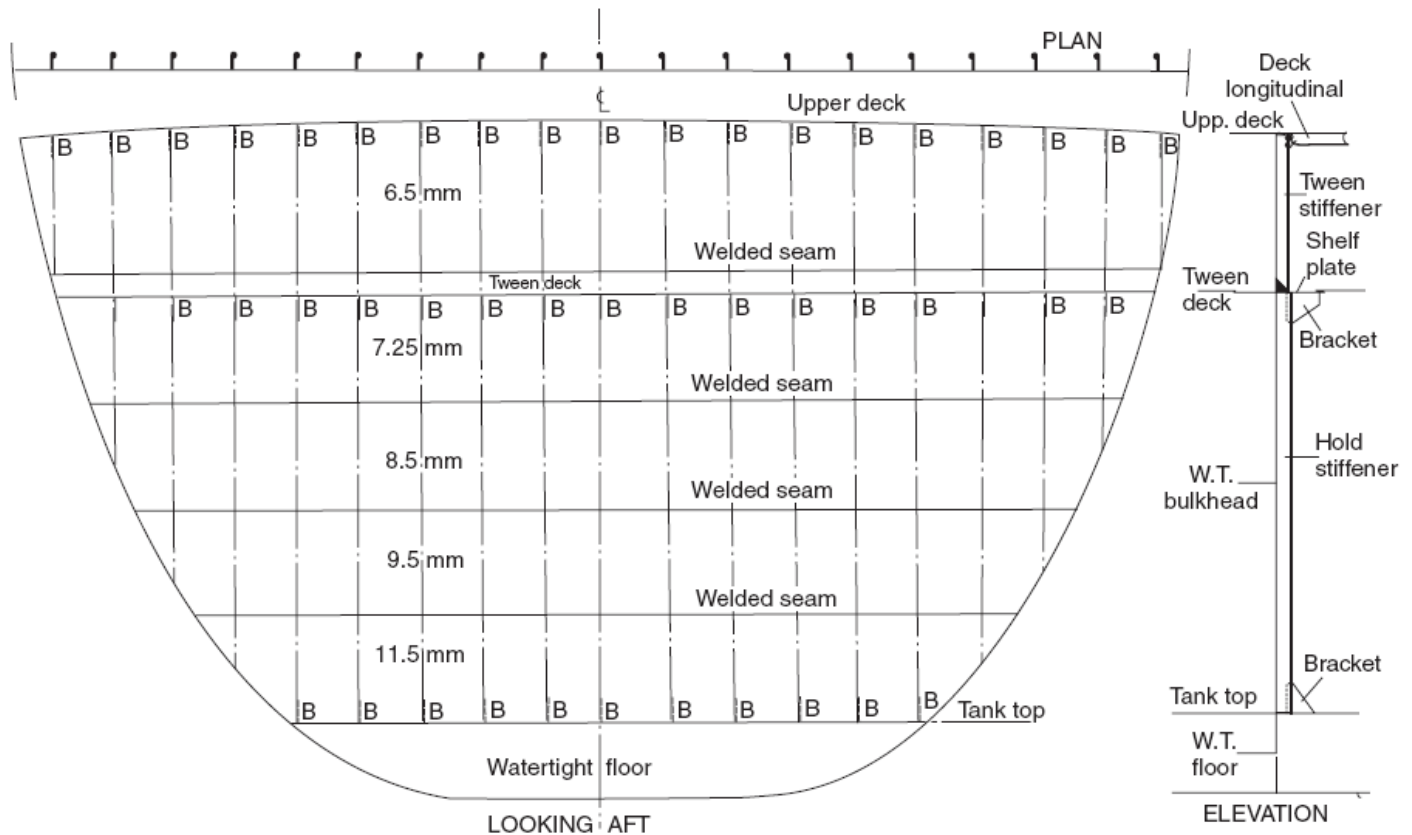 PLAN
℄
Upper deck
B B B B B B B B B B B B B B B B B B B
6.5 mm
Welded seam
Tween deck
B B B B B B B B B B B B B B B
7.25 mm
Welded seam
8.5 mm
Welded seam
9.5 mm
Welded seam
11.5 mm
B B B B B B B B B B B
Tank top
Watertight floor
LOOKING AFT
Deck
longitudinal
Upp. deck
Tween
stiffener
Shelf
plate
Tween
deck
Bracket
Hold
stiffener
W.T.
bulkhead
Bracket
Tank top
W.T.
floor
ELEVATION